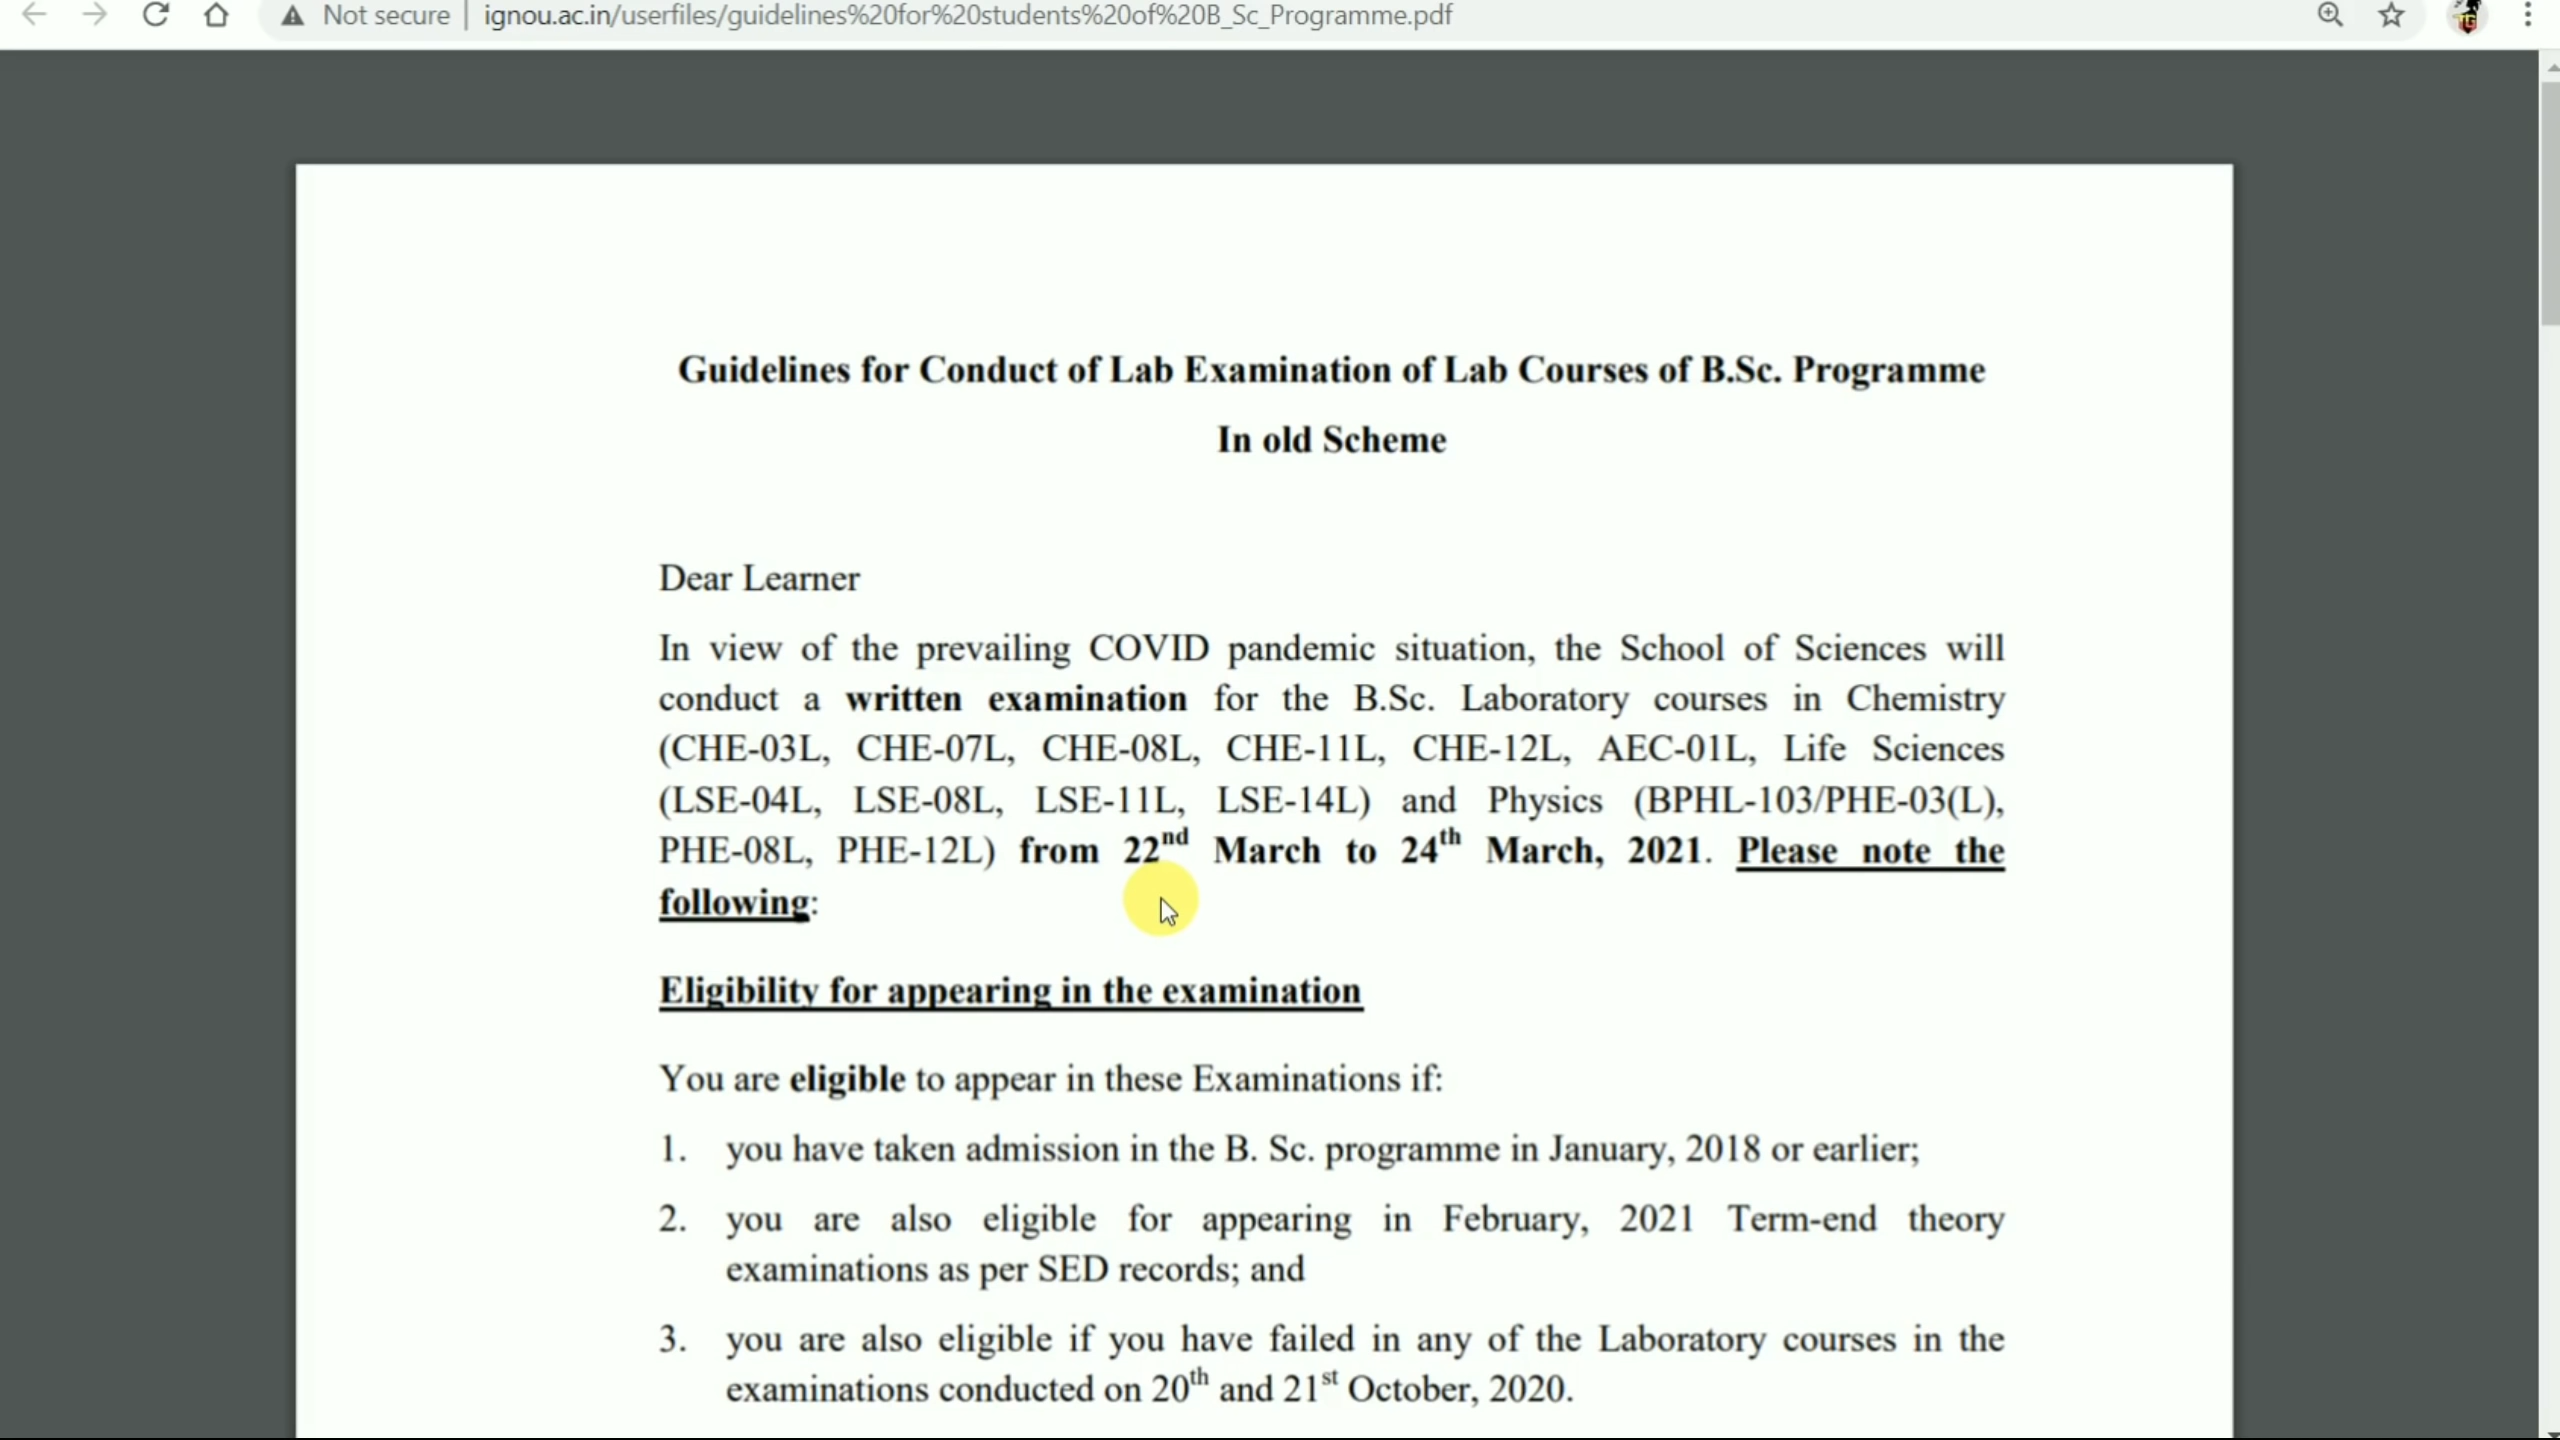 Not secure | ignou.ac.in/userfiles/guidelines%20for%20students%20of%20B_Sc_Programme.pdf
Guidelines for Conduct of Lab Examination of Lab Courses of B.Sc. Programme
In old Scheme
Dear Learner
In view of the prevailing COVID pandemic situation, the School of Sciences will
conduct a written examination for the B.Sc. Laboratory courses in Chemistry
(CHE-03L, CHE-07L, CHE-08L, CHE-11L, CHE-12L, AEC-01L, Life Sciences
(LSE-04L, LSE-08L, LSE-11L, LSE-14L) and Physics (BPHL-103/PHE-03(L),
PHE-08L, PHE-12L) from 22nd March to 24th March, 2021. Please note the
following:
Eligibility for appearing in the examination
You are eligible to appear in these Examinations if:
1. you have taken admission in the B. Sc. programme in January, 2018 or earlier;
2. you are also eligible for appearing in February, 2021 Term-end theory
examinations as per SED records; and
3. you are also eligible if you have failed in any of the Laboratory courses in the
examinations conducted on 20th and 21st October, 2020.